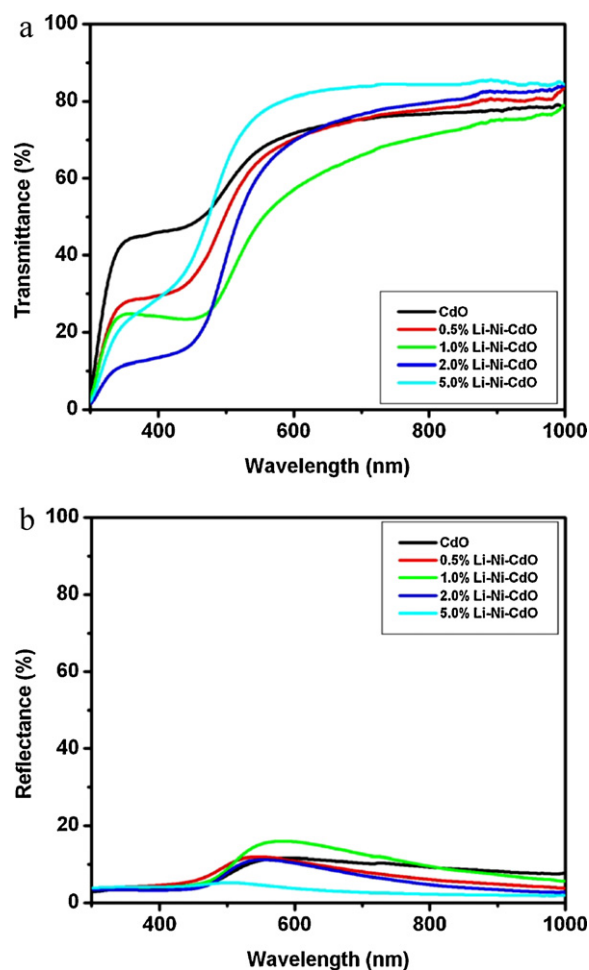 a
100
80
60
40
20
0
Transmittance (%)
CdO
0.5% Li-Ni-CdO
1.0% Li-Ni-CdO
2.0% Li-Ni-CdO
5.0% Li-Ni-CdO
400 600 800 1000
Wavelength (nm)
b
100
80
60
40
20
0
Reflectance (%)
CdO
0.5% Li-Ni-CdO
1.0% Li-Ni-CdO
2.0% Li-Ni-CdO
5.0% Li-Ni-CdO
400 600 800 1000
Wavelength (nm)